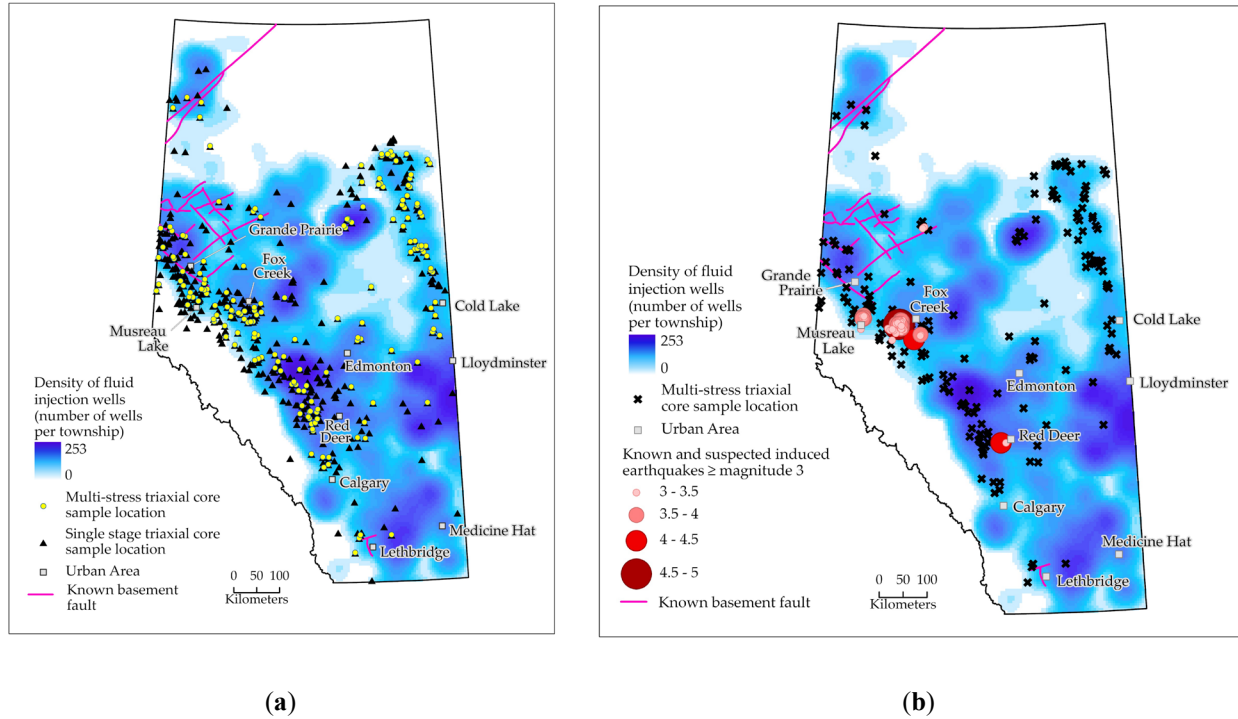 Grande Prairie
Fox
Creek
Musreau
Lake
Cold Lake
Lloydminster
Edmonton
Red
Deer
Calgary
Medicine Hat
Lethbridge
Density of fluid
injection wells
(number of wells
per township)
253
0
Multi-stress triaxial core
sample location
Single stage triaxial core
sample location
Urban Area
Known basement
fault
0 50 100
Kilometers
(a)
Grande
Prairie
Fox
Creek
Musreau
Lake
Cold Lake
Lloydminster
Edmonton
Red Deer
Calgary
Medicine Hat
Lethbridge
Density of fluid
injection wells
(number of wells
per township)
253
0
Multi-stress triaxial
core sample location
Urban Area
Known and suspected induced
earthquakes ≥ magnitude 3
3 - 3.5
3.5 - 4
4 - 4.5
4.5 - 5
Known basement fault
0 50 100
Kilometers
(b)